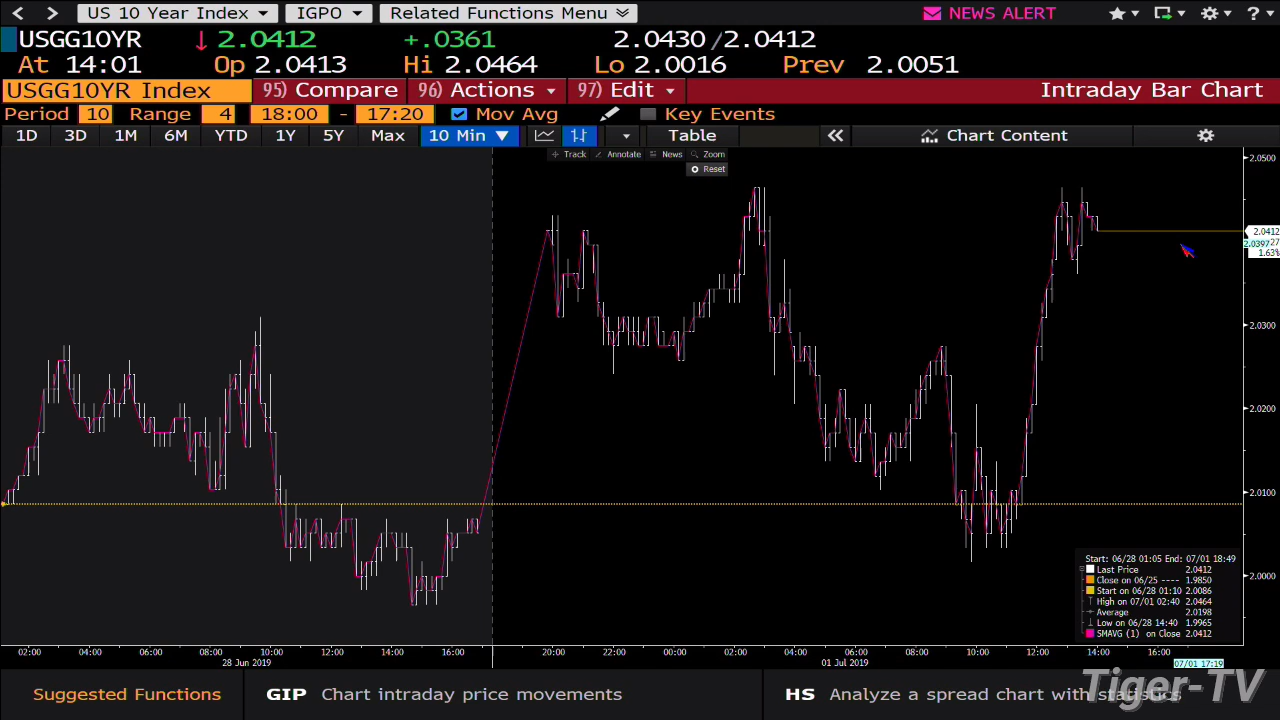 US 10 Year Index IGPO Related Functions Menu NEWS ALERT ?
USGG10YR 2.0412 +.0361 2.0430 / 2.0412
At 14:01 Op 2.0413 Hi 2.0464 Lo 2.0016 Prev 2.0051
USGG10YR Index 95) Compare 96) Actions 97) Edit Intraday Bar Chart
Period 10 Range 4 18:00 - 17:20 Mov Avg Key Events
1D 3D 1M 6M YTD 1Y 5Y Max 10 Min Table Chart Content
Track Annotate News Zoom
Reset
2.0500
2.0412
2.0397
1.63%
2.0300
2.0200
2.0100
2.0000
Start: 06/28 01:05 End: 07/01 18:49
Last Price 2.0412
Close on 06/25 ---- 1.9850
Start on 06/28 01:10 2.0086
High on 07/01 02:40 2.0464
Average 2.0198
Low on 06/28 14:40 1.9965
SMAVG (1) on Close 2.0412
02:00 04:00 06:00 08:00 10:00 12:00 14:00 16:00 20:00 22:00 00:00 02:00 04:00 06:00 08:00 10:00 12:00 14:00 16:00
28 Jun 2019 01 Jul 2019 07/01 17:19
Suggested Functions GIP Chart intraday price movements HS Analyze a spread chart with statistics
Tiger-TV